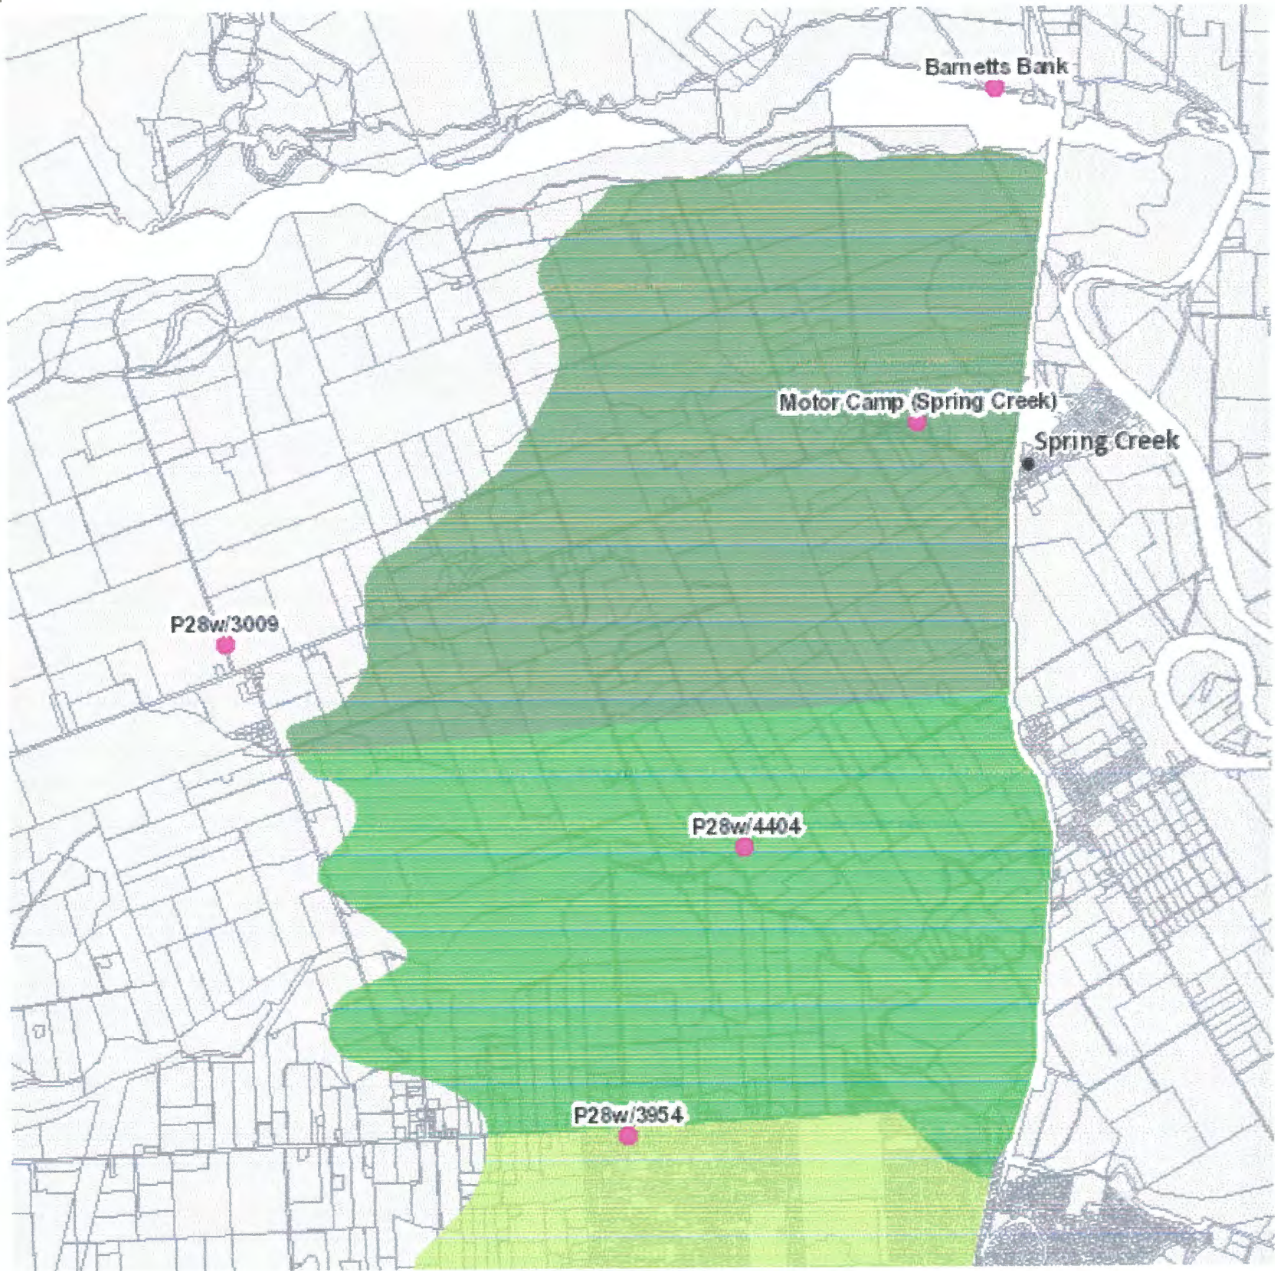 Barnetts Bank
Motor Camp (Spring Creek)
Spring Creek
P28w/3009
P28w/4404
P28w/3954